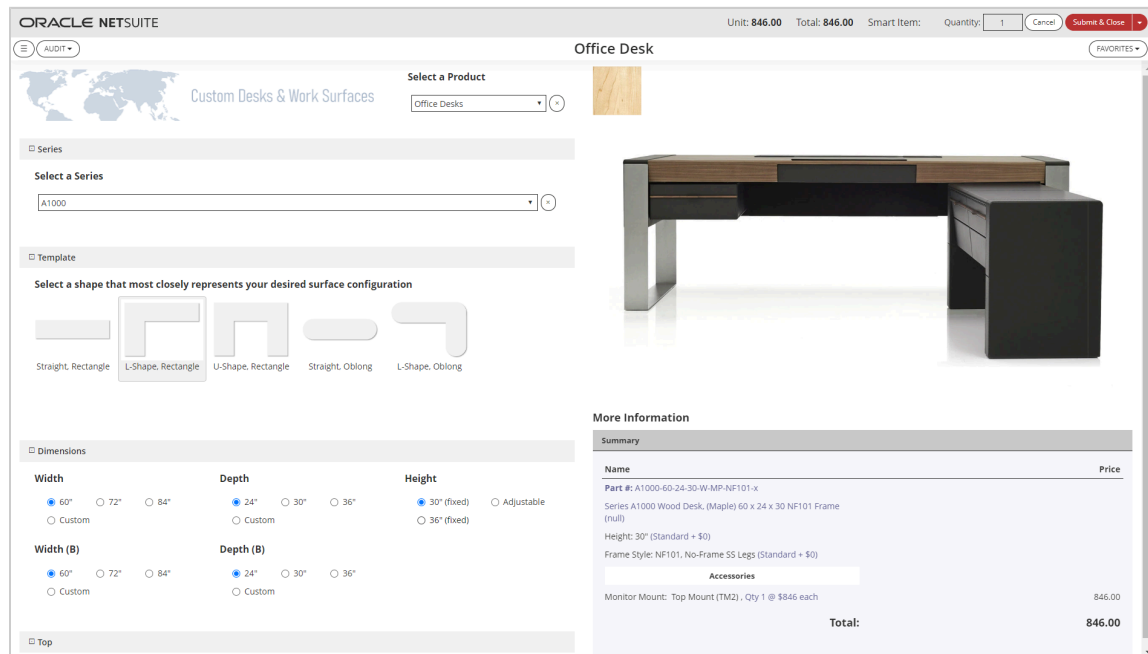 ORACLE NETSUITE
Unit: 846.00 Total: 846.00 Smart Item: Quantity: 1 Cancel Submit & Close
AUDIT
Office Desk
FAVORITES
Custom Desks & Work Surfaces
Select a Product
Office Desks
Series
Select a Series
A1000
Template
Select a shape that most closely represents your desired surface configuration
Straight, Rectangle L-Shape, Rectangle U-Shape, Rectangle Straight, Oblong L-Shape, Oblong
Dimensions
Width Depth Height
60" 72" 84" 24" 30" 36" 30" (fixed) Adjustable
Custom Custom 36" (fixed)
Width (B) Depth (B)
60" 72" 84" 24" 30" 36"
Custom Custom
Top
More Information
Summary
Name Price
Part #: A1000-60-24-30-W-MP-NF101-x
Series A1000 Wood Desk, (Maple) 60 x 24 x 30 NF101 Frame
(null)
Height: 30" (Standard + $0)
Frame Style: NF101, No-Frame SS Legs (Standard + $0)
Accessories
Monitor Mount: Top Mount (TM2) , Qty 1 @ $846 each 846.00
Total: 846.00